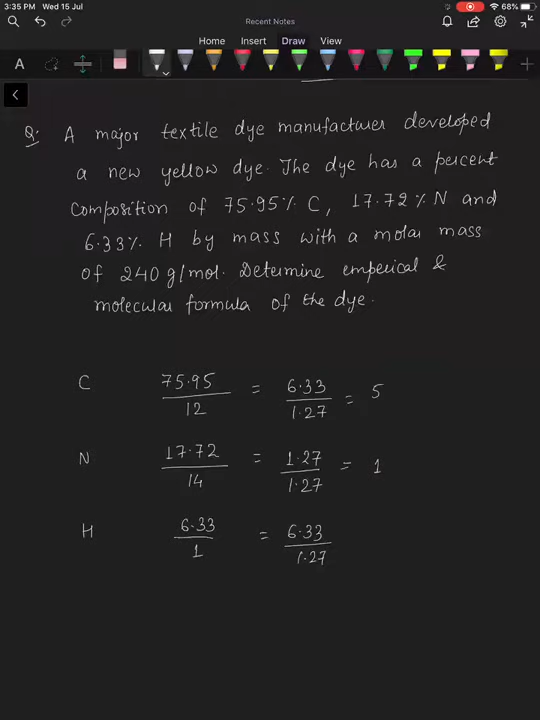 3:35 PM Wed 15 Jul
68%
Recent Notes
Home Insert Draw View
A
Q: A major textile dye manufacturer developed
a new yellow dye. The dye has a percent
composition of 75.95% C, 17.72% N and
6.33% H by mass with a molar mass
of 240 g/mol. Determine emperical &
molecular formula of the dye.
C 75.95/12 = 6.33/1.27 = 5
N 17.72/14 = 1.27/1.27 = 1
H 6.33/1 = 6.33/1.27